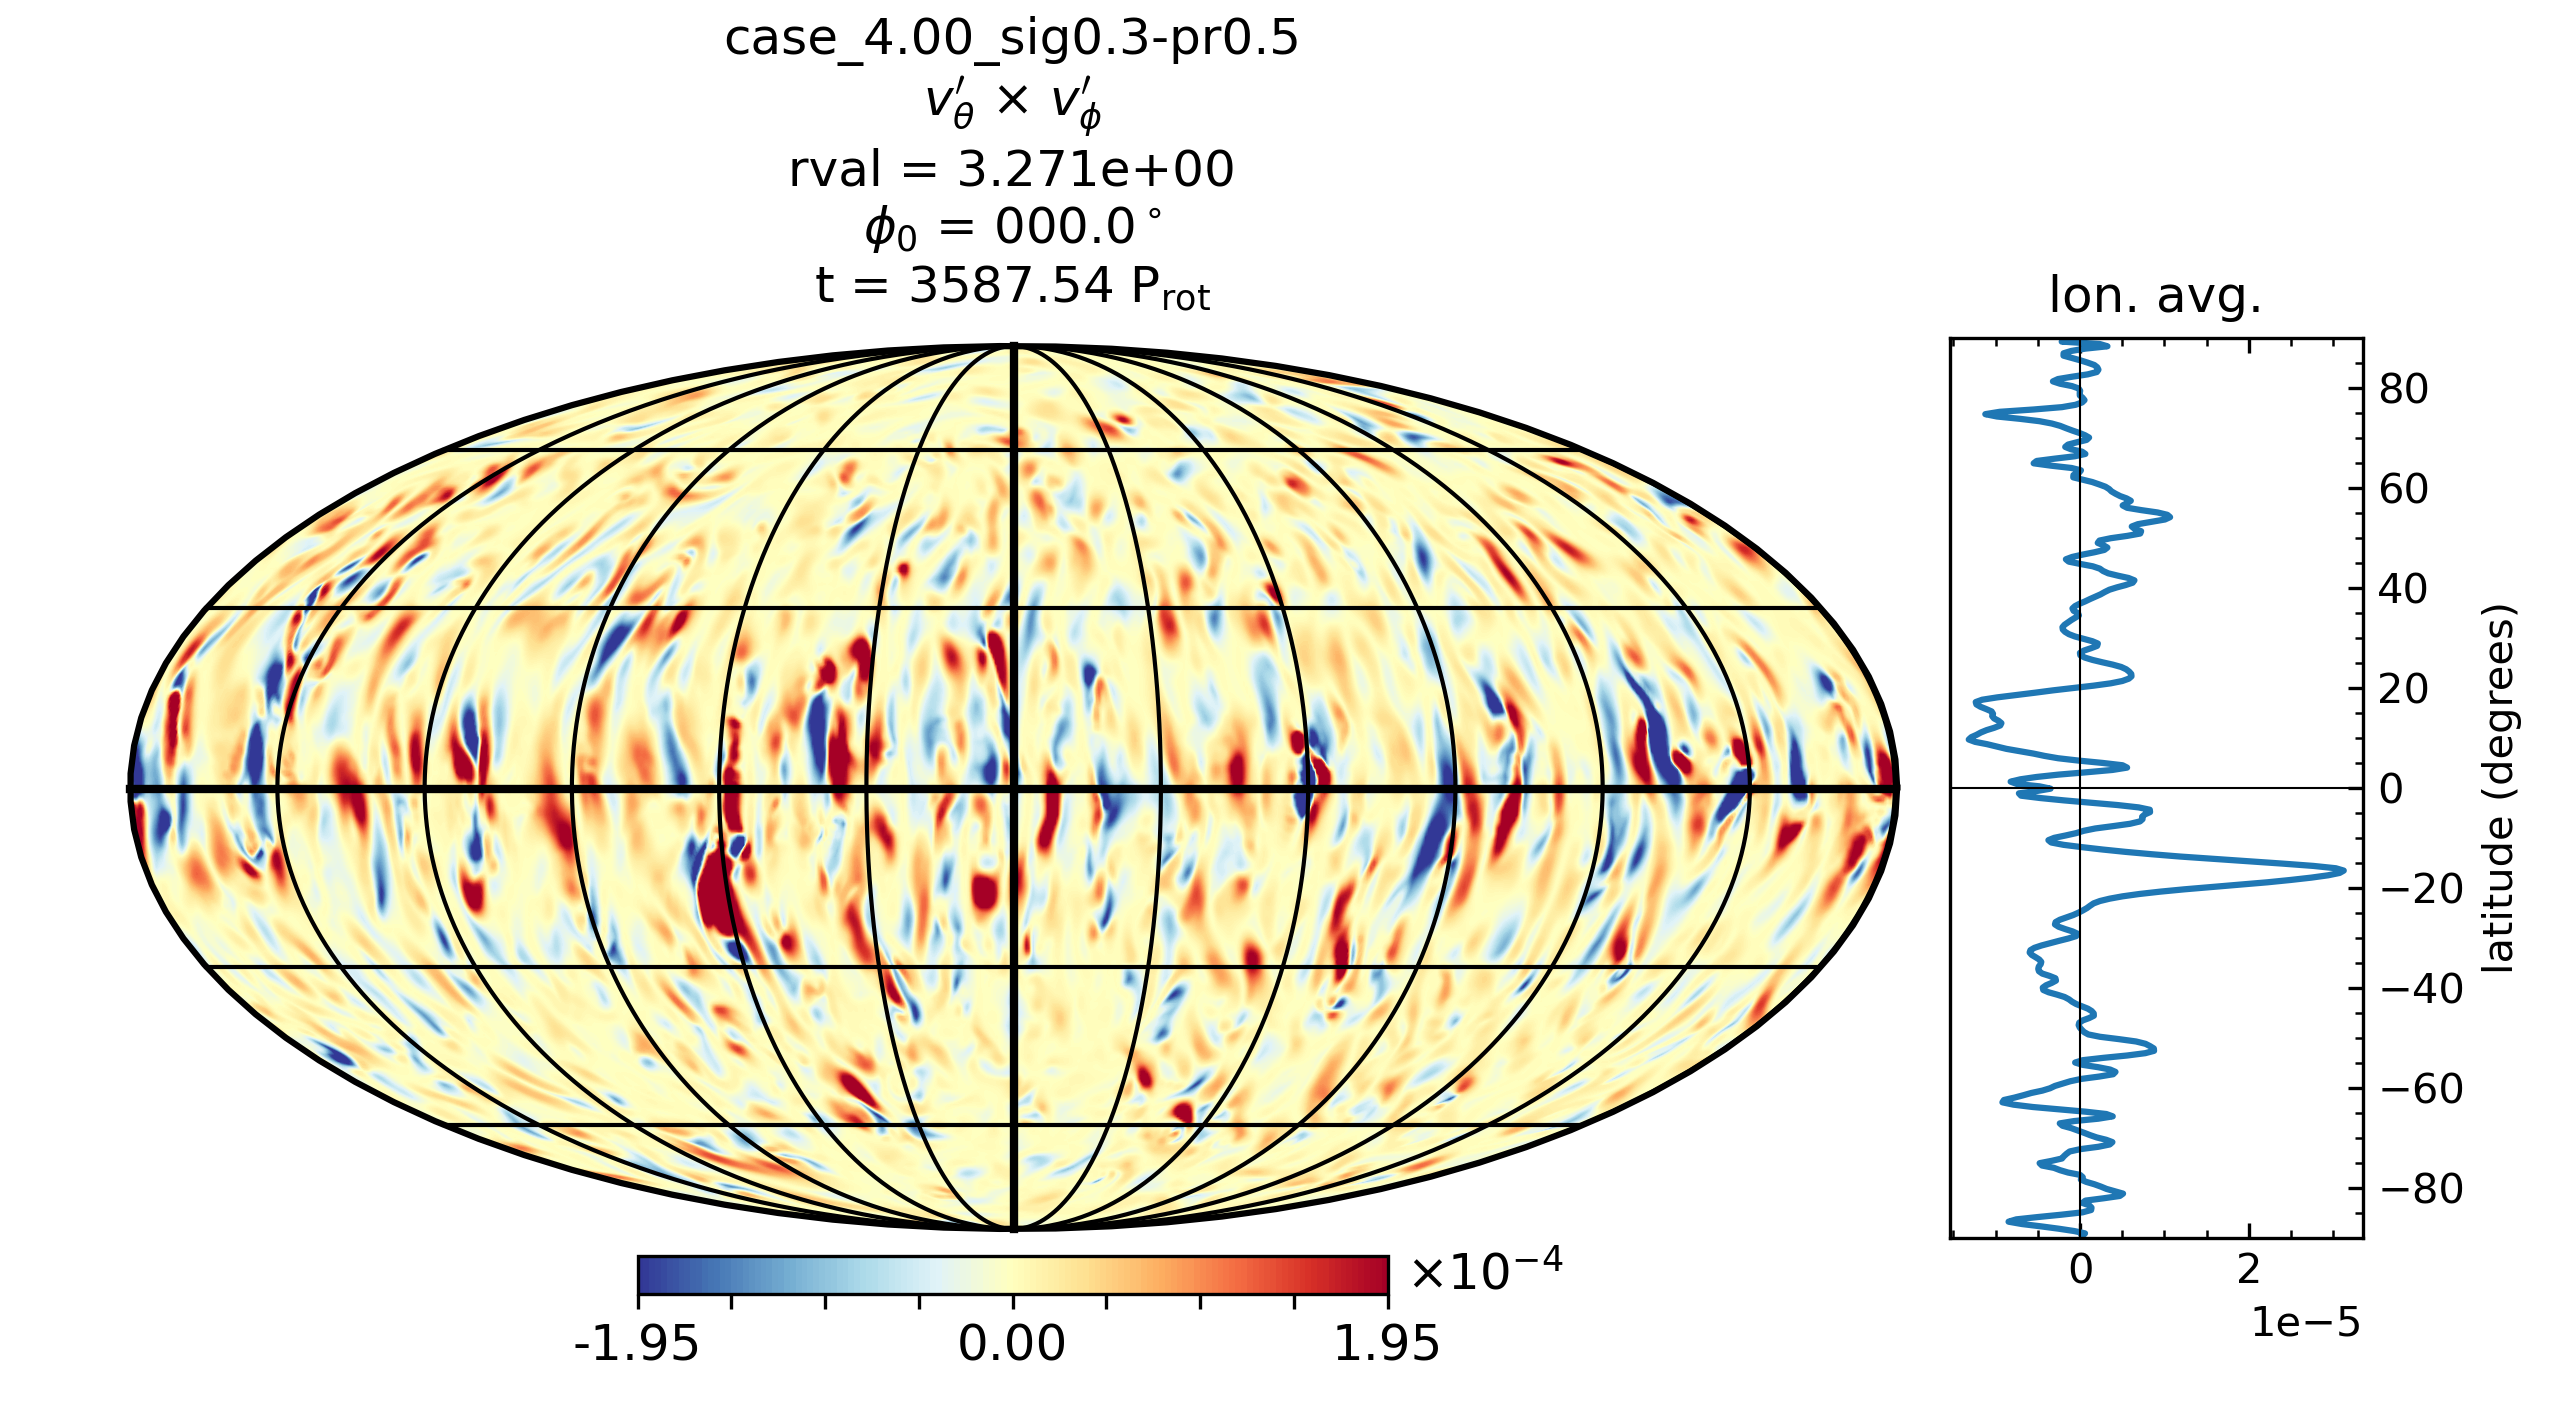 case_4.00_sig0.3-pr0.5
v′θ × v′ϕ
rval = 3.271e+00
ϕ0 = 000.0°
t = 3587.54 Prot
lon. avg.
80
60
40
20
0
−20
−40
−60
−80
latitude (degrees)
0 2
1e−5
×10−4
-1.95 0.00 1.95